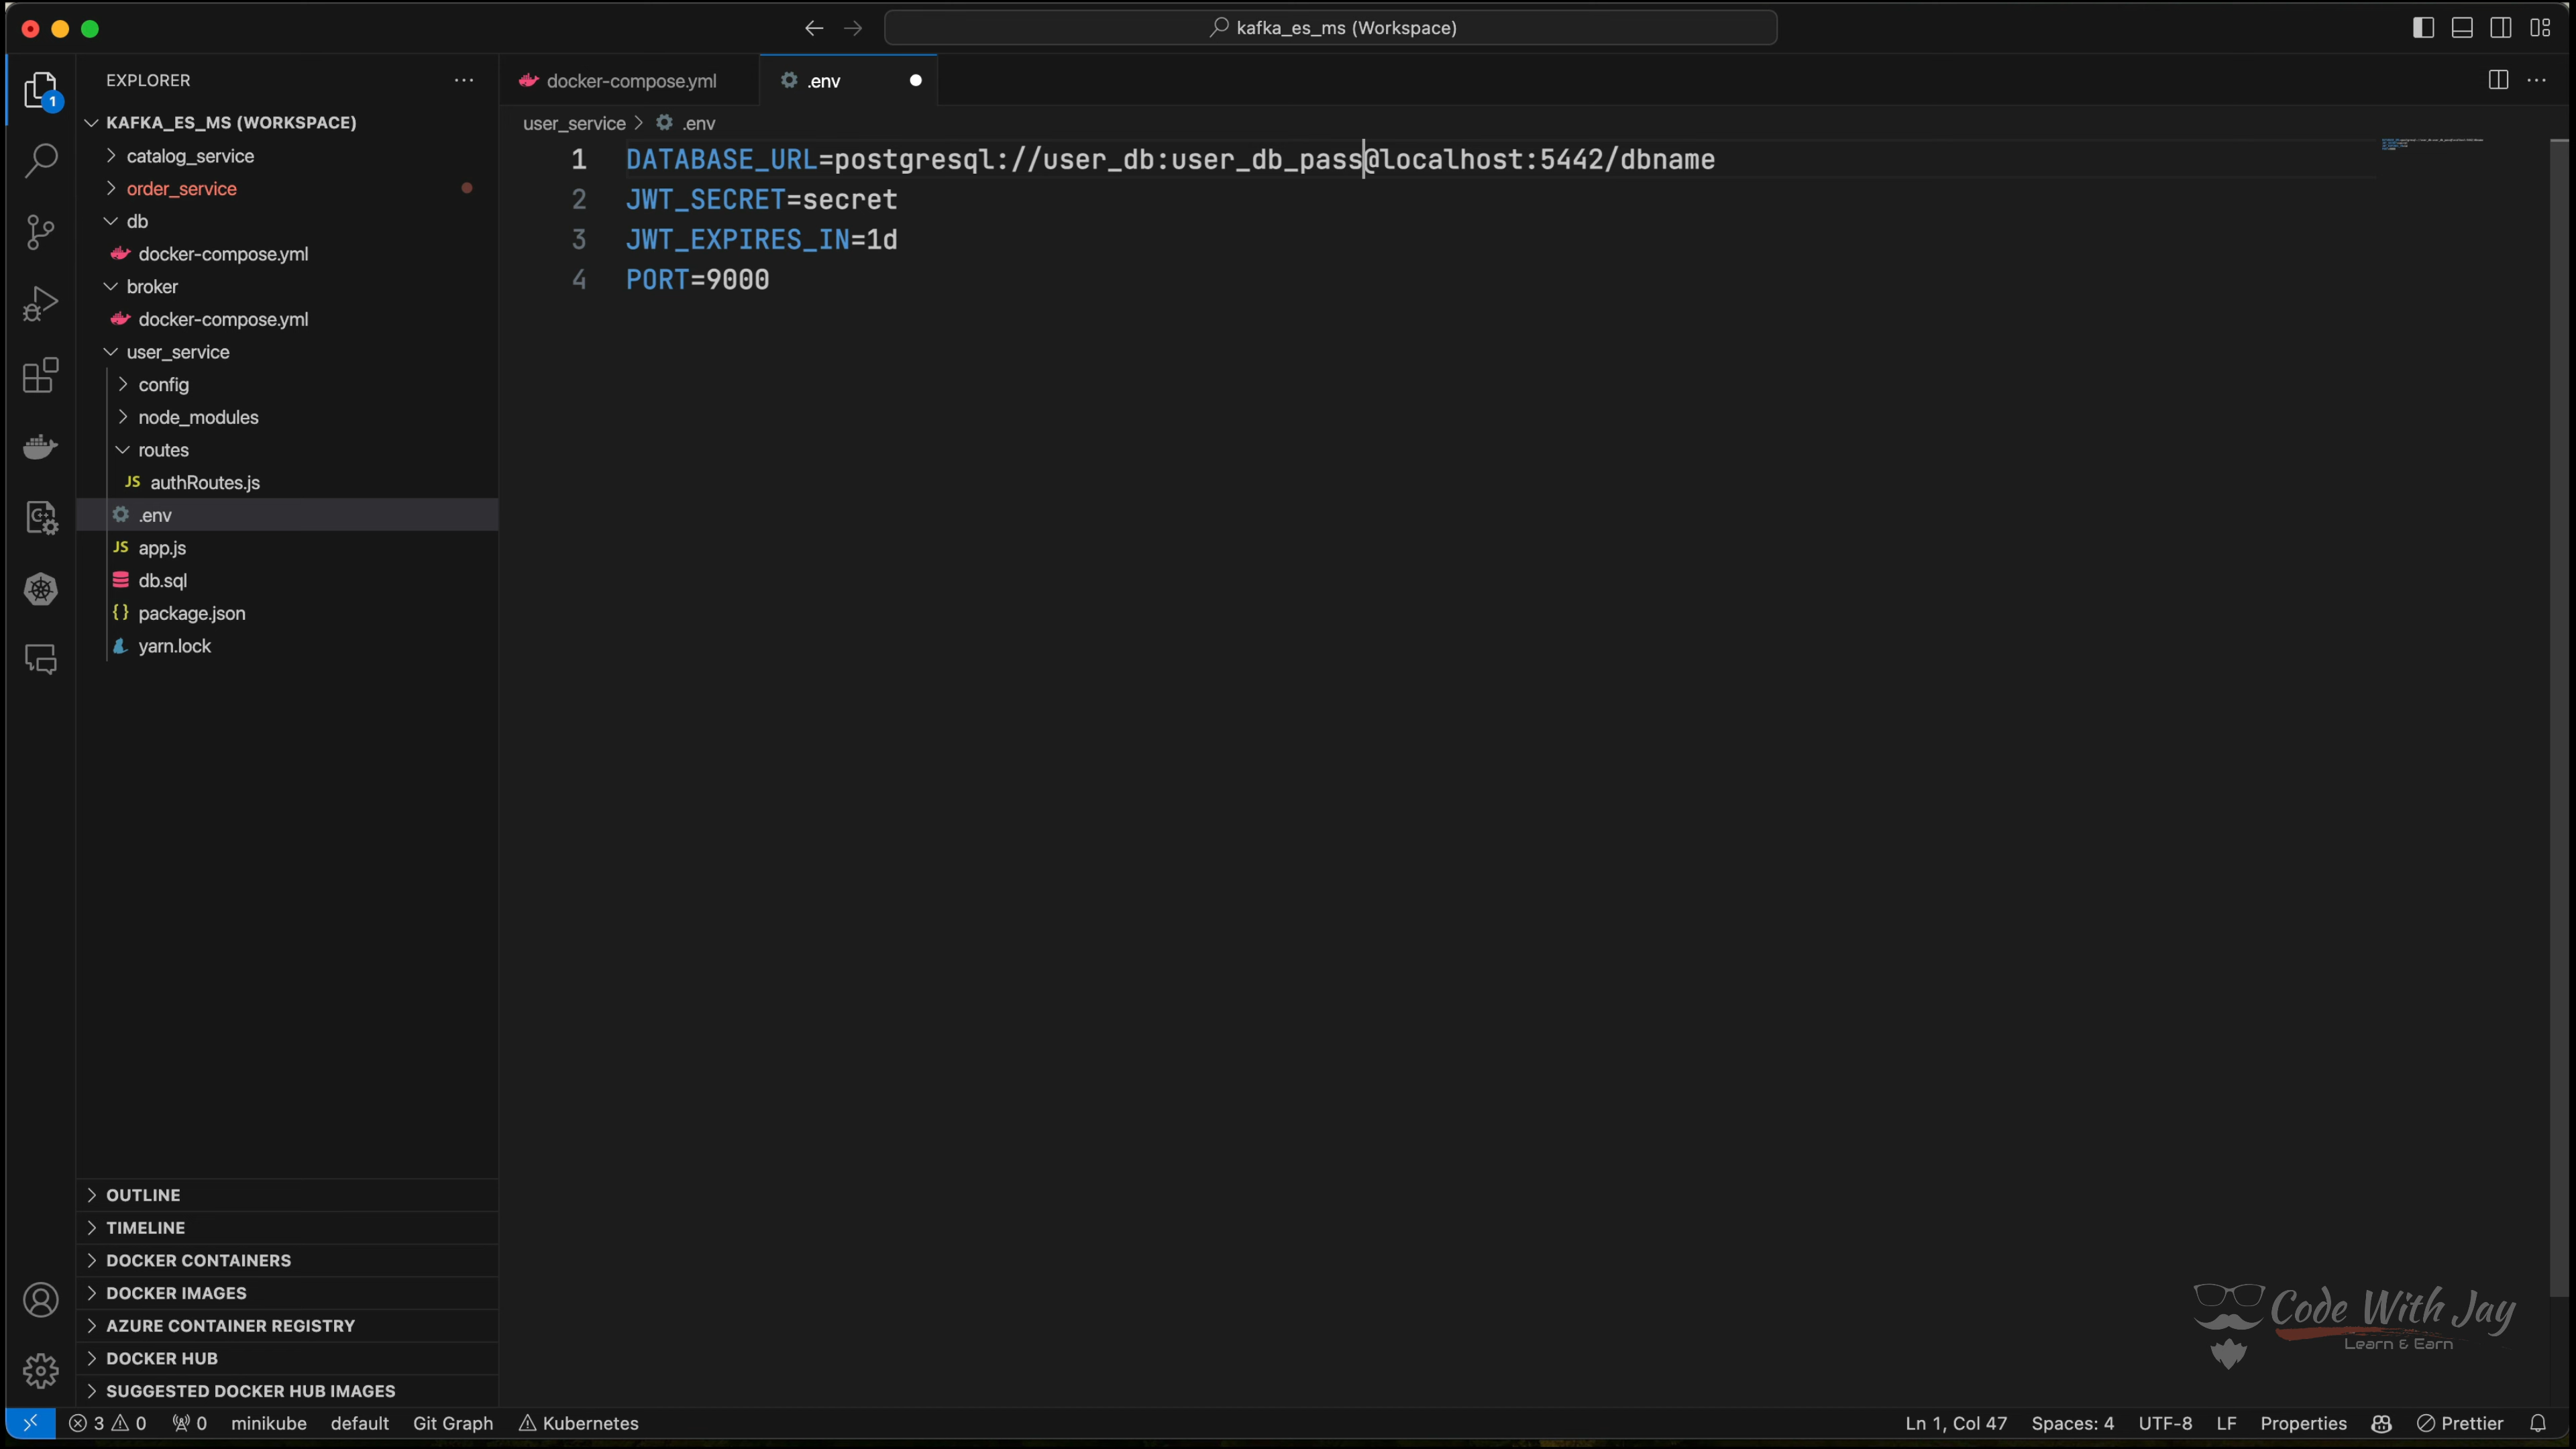 kafka_es_ms (Workspace)
EXPLORER
1
KAFKA_ES_MS (WORKSPACE)
catalog_service
order_service
db
docker-compose.yml
broker
docker-compose.yml
user_service
config
node_modules
routes
JS authRoutes.js
.env
JS app.js
db.sql
{} package.json
yarn.lock
OUTLINE
TIMELINE
DOCKER CONTAINERS
DOCKER IMAGES
AZURE CONTAINER REGISTRY
DOCKER HUB
SUGGESTED DOCKER HUB IMAGES
docker-compose.yml
.env
user_service > .env
1 DATABASE_URL=postgresql://user_db:user_db_pass@localhost:5442/dbname
2 JWT_SECRET=secret
3 JWT_EXPIRES_IN=1d
4 PORT=9000
Code With Jay
Learn & Earn
3 0 0 minikube default Git Graph Kubernetes
Ln 1, Col 47 Spaces: 4 UTF-8 LF Properties Prettier